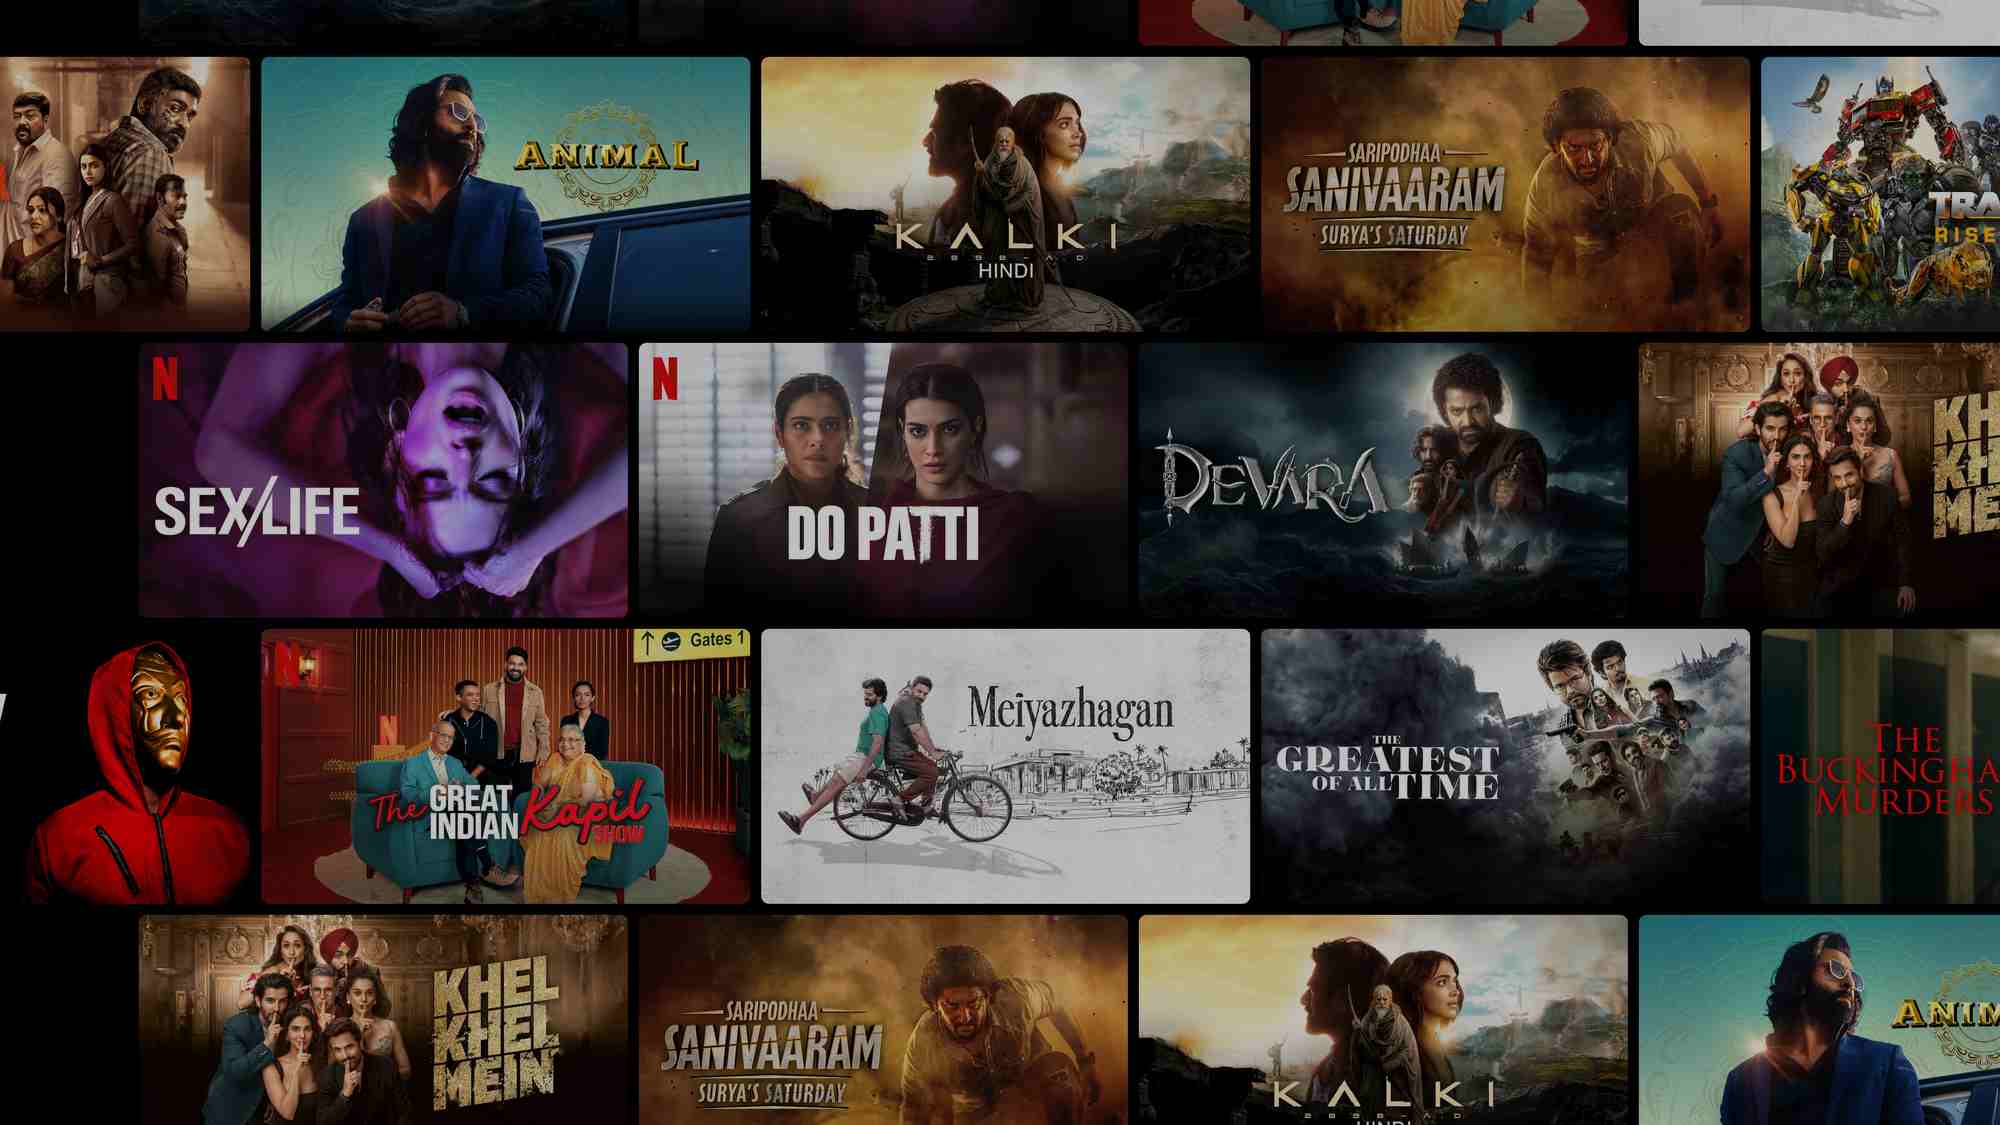 ANIMAL
KALKI
2898-AD
HINDI
SARIPODHAA
SANIVAARAM
SURYA'S SATURDAY
TRA
RISE
N
SEX/LIFE
N
DO PATTI
DEVARA
KH
KH
ME
N
N
Gates 1
The GREAT INDIAN Kapil SHOW
Meiyazhagan
THE
GREATEST
OF ALL TIME
THE
BUCKINGHA
MURDERS
KHEL
KHEL
MEIN
SARIPODHAA
SANIVAARAM
SURYA'S SATURDAY
KALKI
2898-AD
HINDI
ANIM